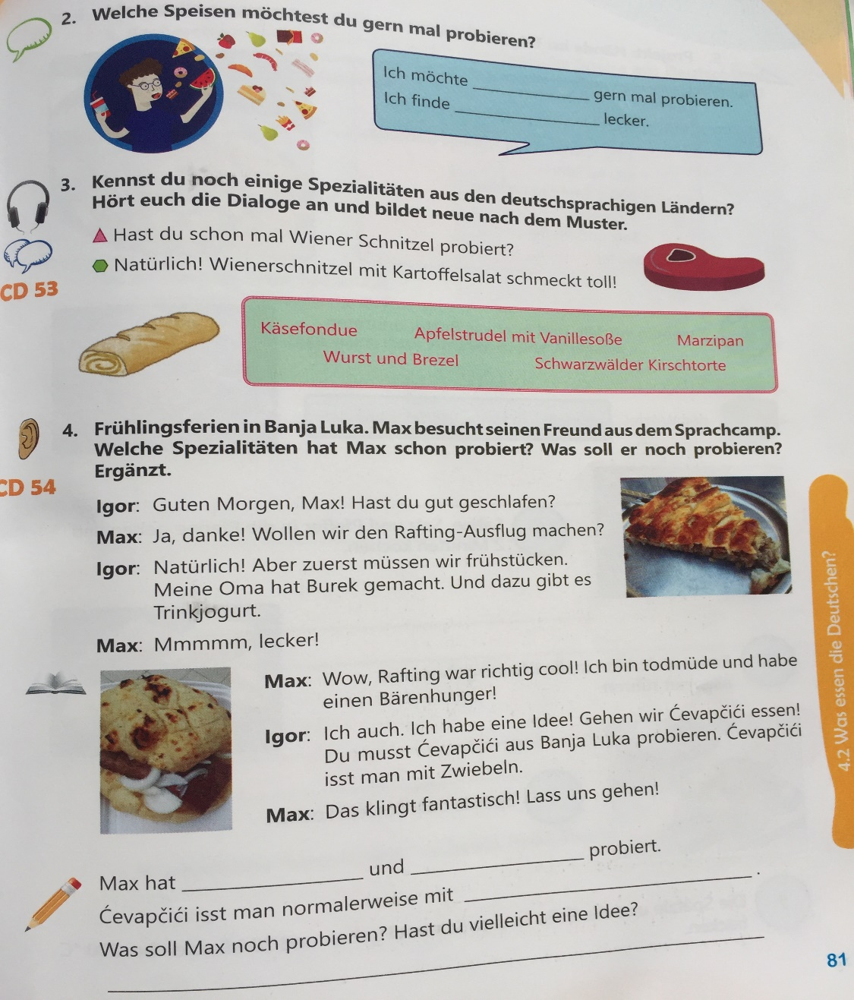 2. Welche Speisen möchtest du gern mal probieren?
Ich möchte ____________ gern mal probieren.
Ich finde ____________ lecker.
3. Kennst du noch einige Spezialitäten aus den deutschsprachigen Ländern?
Hört euch die Dialoge an und bildet neue nach dem Muster.
Hast du schon mal Wiener Schnitzel probiert?
Natürlich! Wienerschnitzel mit Kartoffelsalat schmeckt toll!
CD 53
Käsefondue Apfelstrudel mit Vanillesoße Marzipan
Wurst und Brezel Schwarzwälder Kirschtorte
4. Frühlingsferien in Banja Luka. Max besucht seinen Freund aus dem Sprachcamp.
Welche Spezialitäten hat Max schon probiert? Was soll er noch probieren?
Ergänzt.
CD 54
Igor: Guten Morgen, Max! Hast du gut geschlafen?
Max: Ja, danke! Wollen wir den Rafting-Ausflug machen?
Igor: Natürlich! Aber zuerst müssen wir frühstücken.
Meine Oma hat Burek gemacht. Und dazu gibt es
Trinkjogurt.
Max: Mmmmm, lecker!
Max: Wow, Rafting war richtig cool! Ich bin todmüde und habe
einen Bärenhunger!
Igor: Ich auch. Ich habe eine Idee! Gehen wir Ćevapčići essen!
Du musst Ćevapčići aus Banja Luka probieren. Ćevapčići
isst man mit Zwiebeln.
Max: Das klingt fantastisch! Lass uns gehen!
Max hat ____________ und ____________ probiert.
Ćevapčići isst man normalerweise mit ____________.
Was soll Max noch probieren? Hast du vielleicht eine Idee?
4.2 Was essen die Deutschen?
81